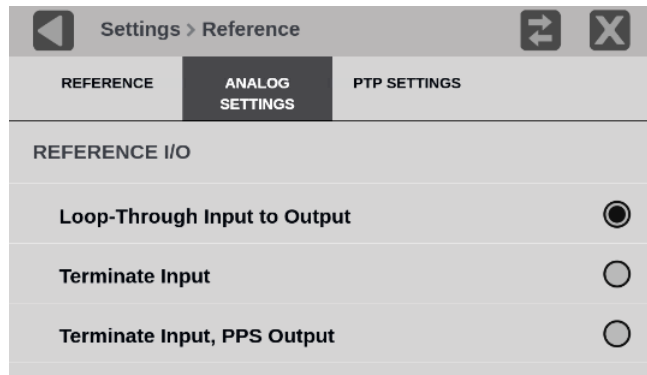 Settings > Reference
REFERENCE
ANALOG
SETTINGS
PTP SETTINGS
REFERENCE I/O
Loop-Through Input to Output
Terminate Input
Terminate Input, PPS Output